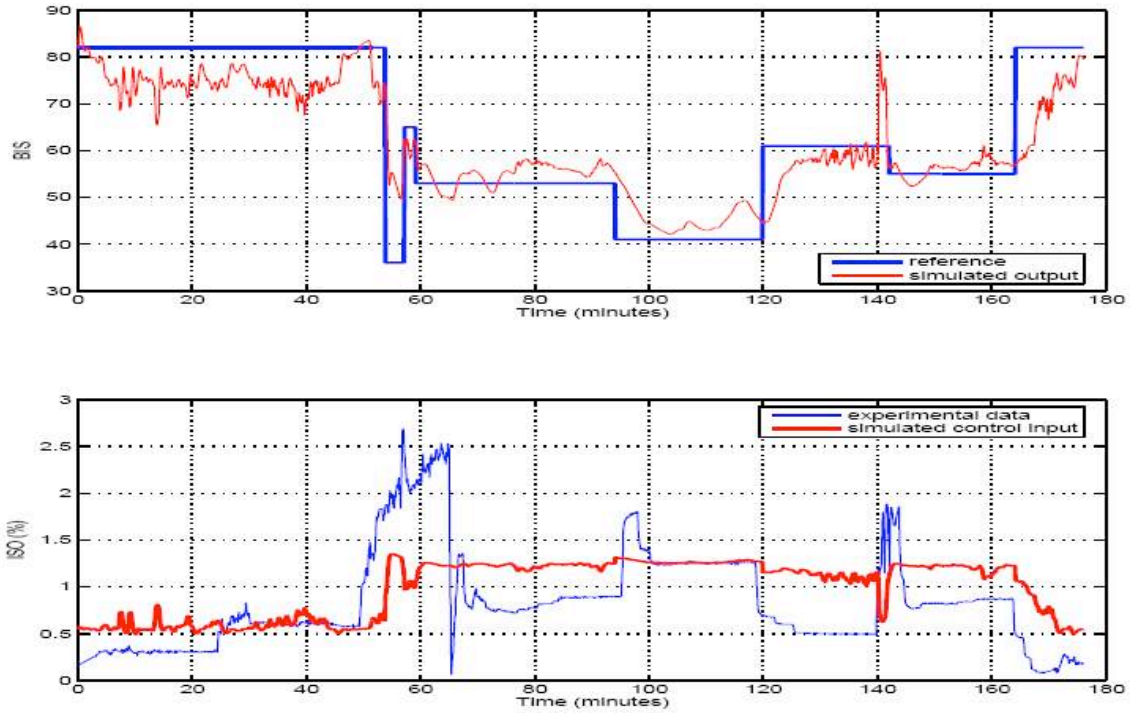 90
80
70
60
50
40
30
BIS
0 20 40 60 80 100 120 140 160 180
Time (minutes)
reference
simulated output
3
2.5
2
1.5
1
0.5
0
ISO (%)
0 20 40 60 80 100 120 140 160 180
Time (minutes)
experimental data
simulated control input